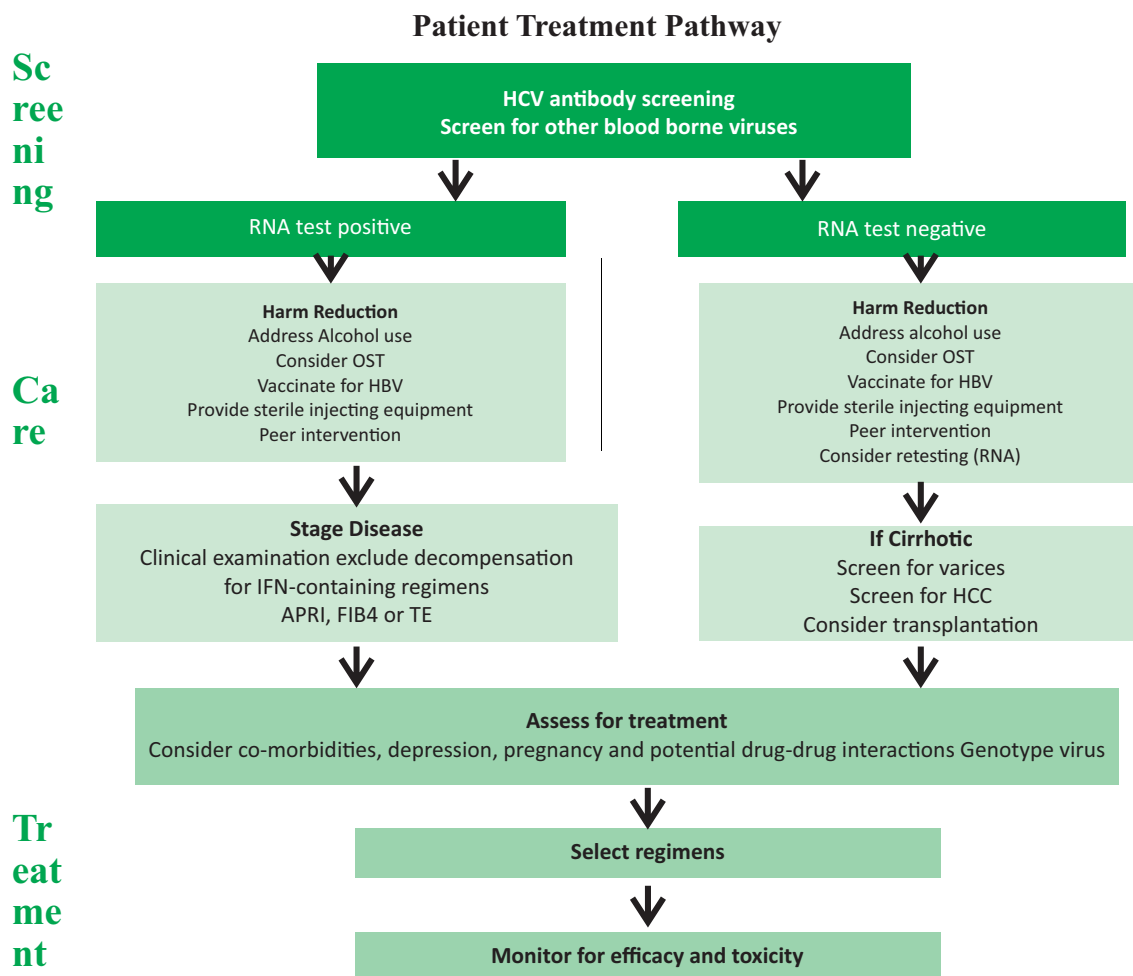 Patient Treatment Pathway
Sc
ree
ni
ng
HCV antibody screening
Screen for other blood borne viruses
RNA test positive
RNA test negative
Ca
re
Harm Reduction
Address Alcohol use
Consider OST
Vaccinate for HBV
Provide sterile injecting equipment
Peer intervention
Harm Reduction
Address alcohol use
Consider OST
Vaccinate for HBV
Provide sterile injecting equipment
Peer intervention
Consider retesting (RNA)
Stage Disease
Clinical examination exclude decompensation
for IFN-containing regimens
APRI, FIB4 or TE
If Cirrhotic
Screen for varices
Screen for HCC
Consider transplantation
Assess for treatment
Consider co-morbidities, depression, pregnancy and potential drug-drug interactions Genotype virus
Tr
eat
me
nt
Select regimens
Monitor for efficacy and toxicity